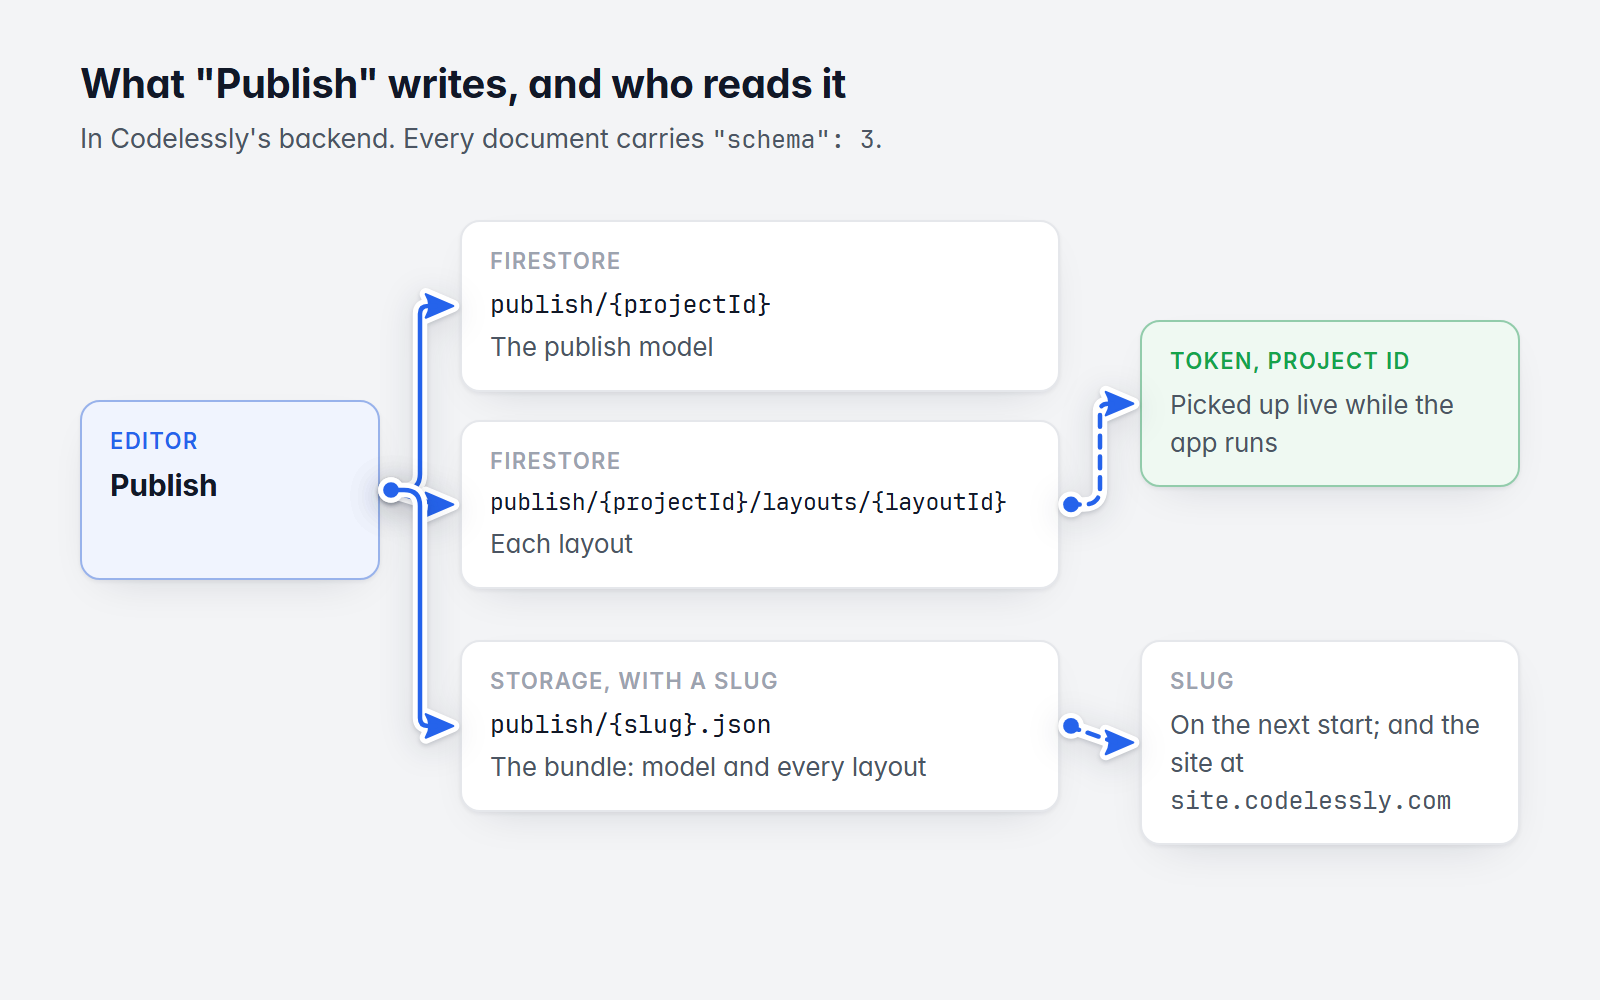 What "Publish" writes, and who reads it
In Codelessly's backend. Every document carries "schema": 3.
EDITOR
Publish
FIRESTORE
publish/{projectId}
The publish model
FIRESTORE
publish/{projectId}/layouts/{layoutId}
Each layout
STORAGE, WITH A SLUG
publish/{slug}.json
The bundle: model and every layout
TOKEN, PROJECT ID
Picked up live while the
app runs
SLUG
On the next start; and the
site at
site.codelessly.com